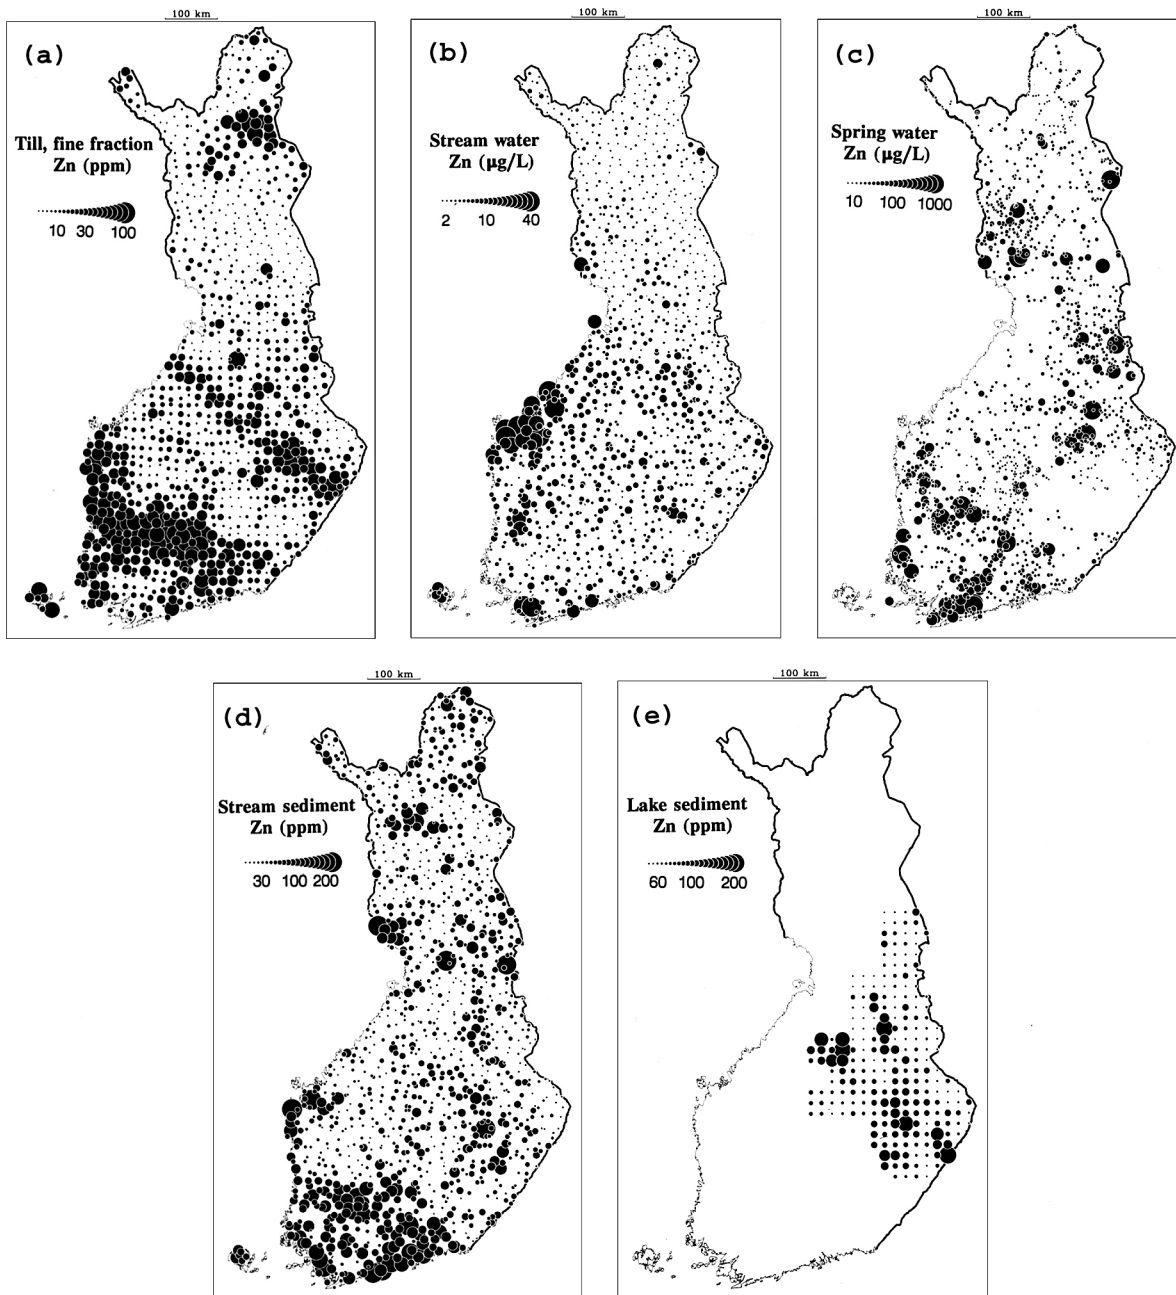 100 km
(a)
Till, fine fraction
Zn (ppm)
10 30 100
100 km
(b)
Stream water
Zn (µg/L)
2 10 40
100 km
(c)
Spring water
Zn (µg/L)
10 100 1000
100 km
(d)
Stream sediment
Zn (ppm)
30 100 200
100 km
(e)
Lake sediment
Zn (ppm)
60 100 200